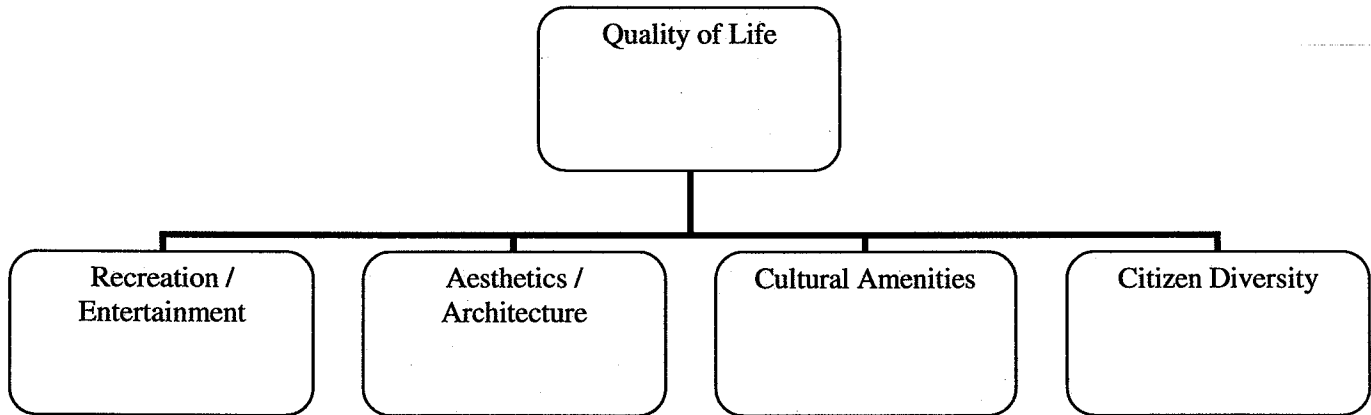 Quality of Life
Recreation /
Entertainment
Aesthetics /
Architecture
Cultural Amenities
Citizen Diversity